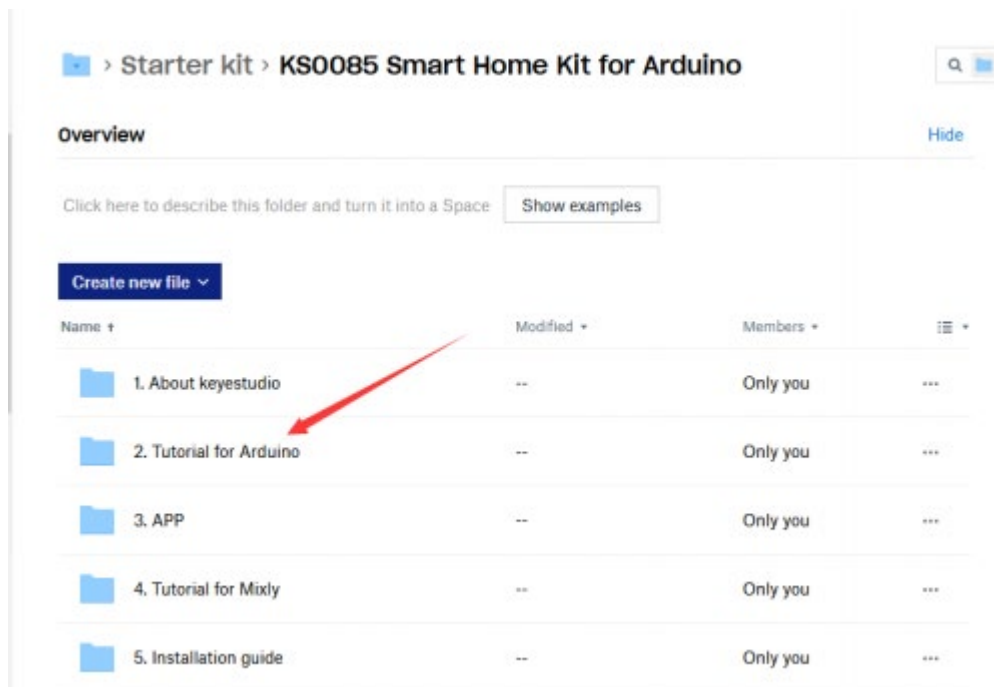 › Starter kit › KS0085 Smart Home Kit for Arduino
Overview Hide
Click here to describe this folder and turn it into a Space Show examples
Create new file
Name ↑ Modified Members
1. About keyestudio -- Only you ...
2. Tutorial for Arduino -- Only you ...
3. APP -- Only you ...
4. Tutorial for Mixly -- Only you ...
5. Installation guide -- Only you ...